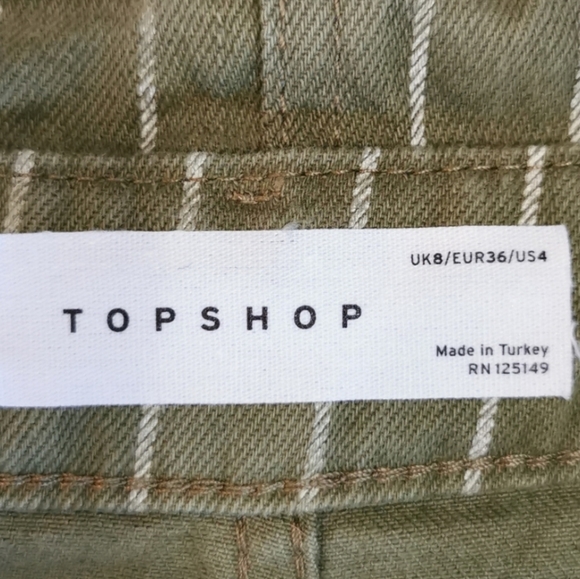 UK8/EUR36/US4
TOPSHOP
Made in Turkey
RN 125149